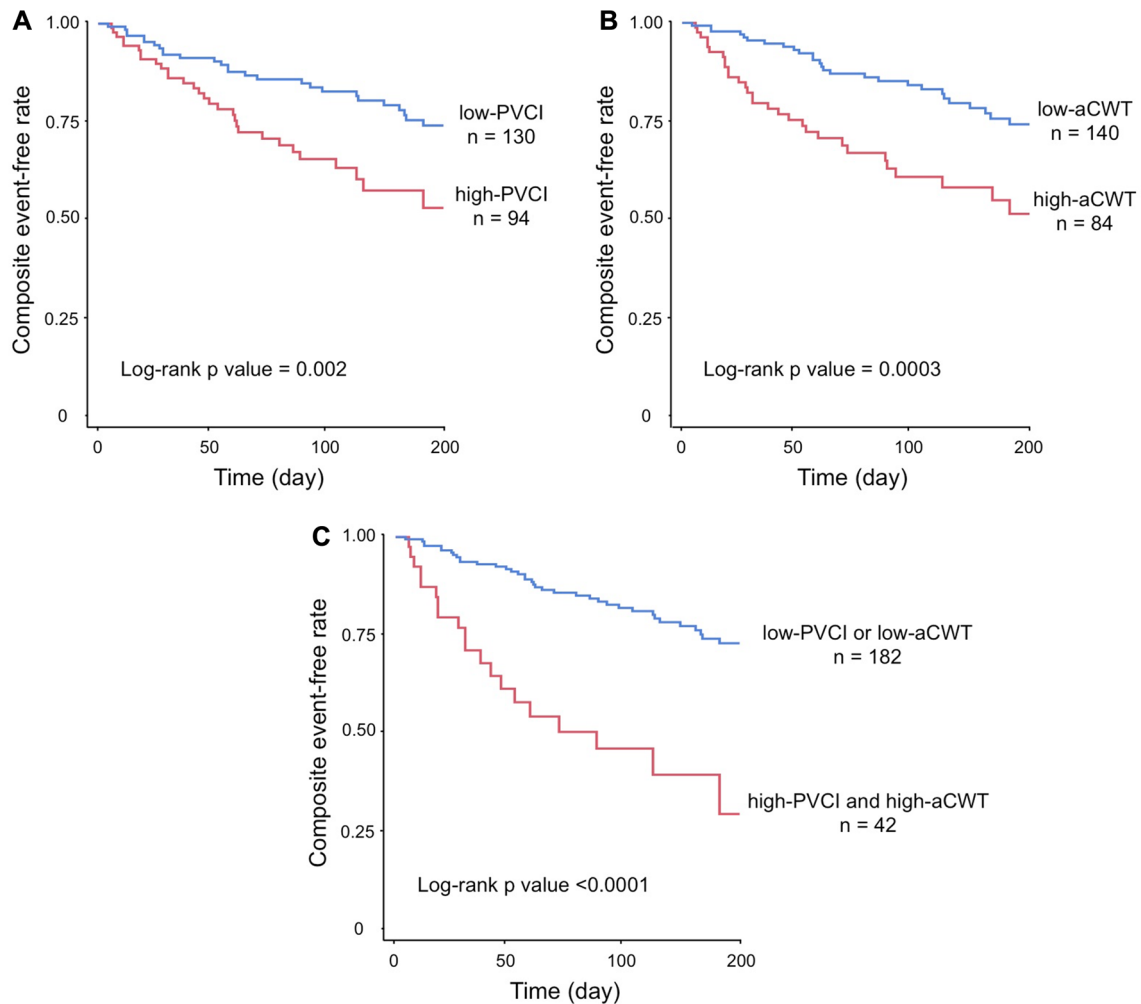 A
Composite event-free rate
1.00
0.75
0.50
0.25
0
low-PVCI
n = 130
high-PVCI
n = 94
Log-rank p value = 0.002
0 50 100 200
Time (day)
B
Composite event-free rate
1.00
0.75
0.50
0.25
0
low-aCWT
n = 140
high-aCWT
n = 84
Log-rank p value = 0.0003
0 50 100 200
Time (day)
C
Composite event-free rate
1.00
0.75
0.50
0.25
0
low-PVCI or low-aCWT
n = 182
high-PVCI and high-aCWT
n = 42
Log-rank p value <0.0001
0 50 100 200
Time (day)